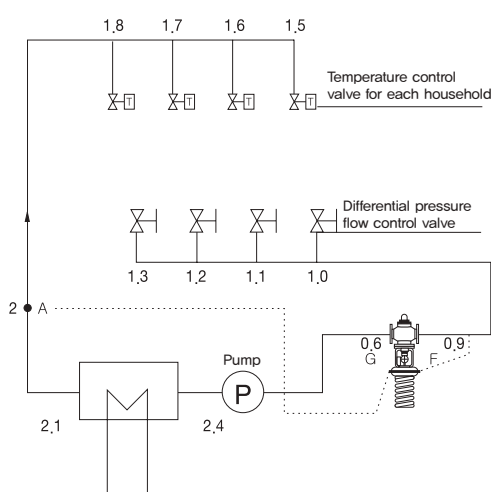 1.8 1.7 1.6 1.5
T T T T
Temperature control
valve for each household
Differential pressure
flow control valve
1.3 1.2 1.1 1.0
2 A
0.6 0.9
G F
Pump
P
2.1 2.4